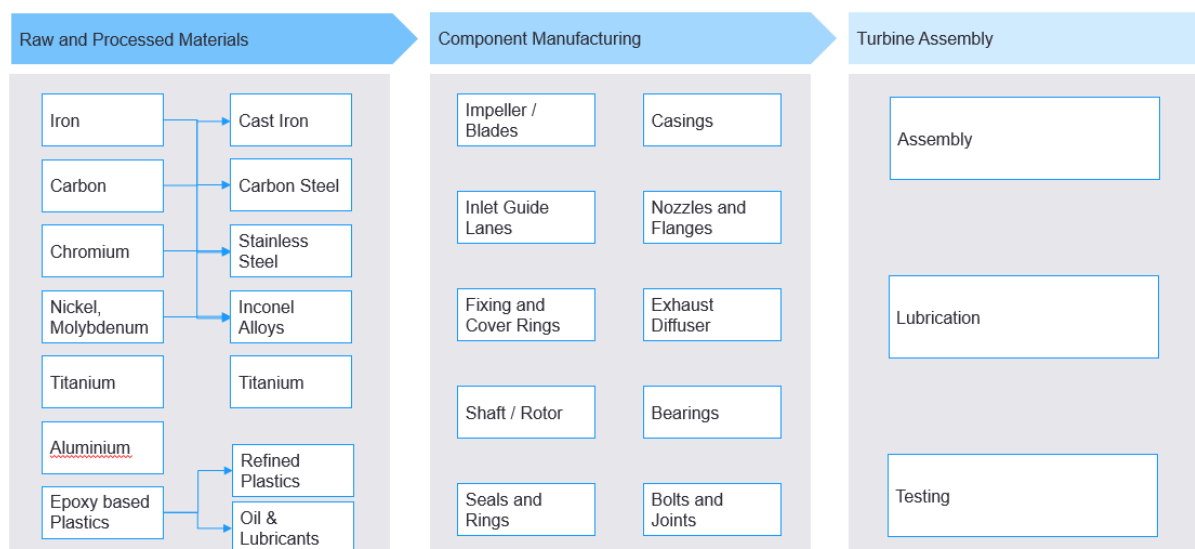 Raw and Processed Materials
Component Manufacturing
Turbine Assembly
Iron
Cast Iron
Carbon
Carbon Steel
Chromium
Stainless
Steel
Nickel,
Molybdenum
Inconel
Alloys
Titanium
Titanium
Aluminium
Epoxy based
Plastics
Refined
Plastics
Oil &
Lubricants
Impeller /
Blades
Casings
Inlet Guide
Lanes
Nozzles and
Flanges
Fixing and
Cover Rings
Exhaust
Diffuser
Shaft / Rotor
Bearings
Seals and
Rings
Bolts and
Joints
Assembly
Lubrication
Testing